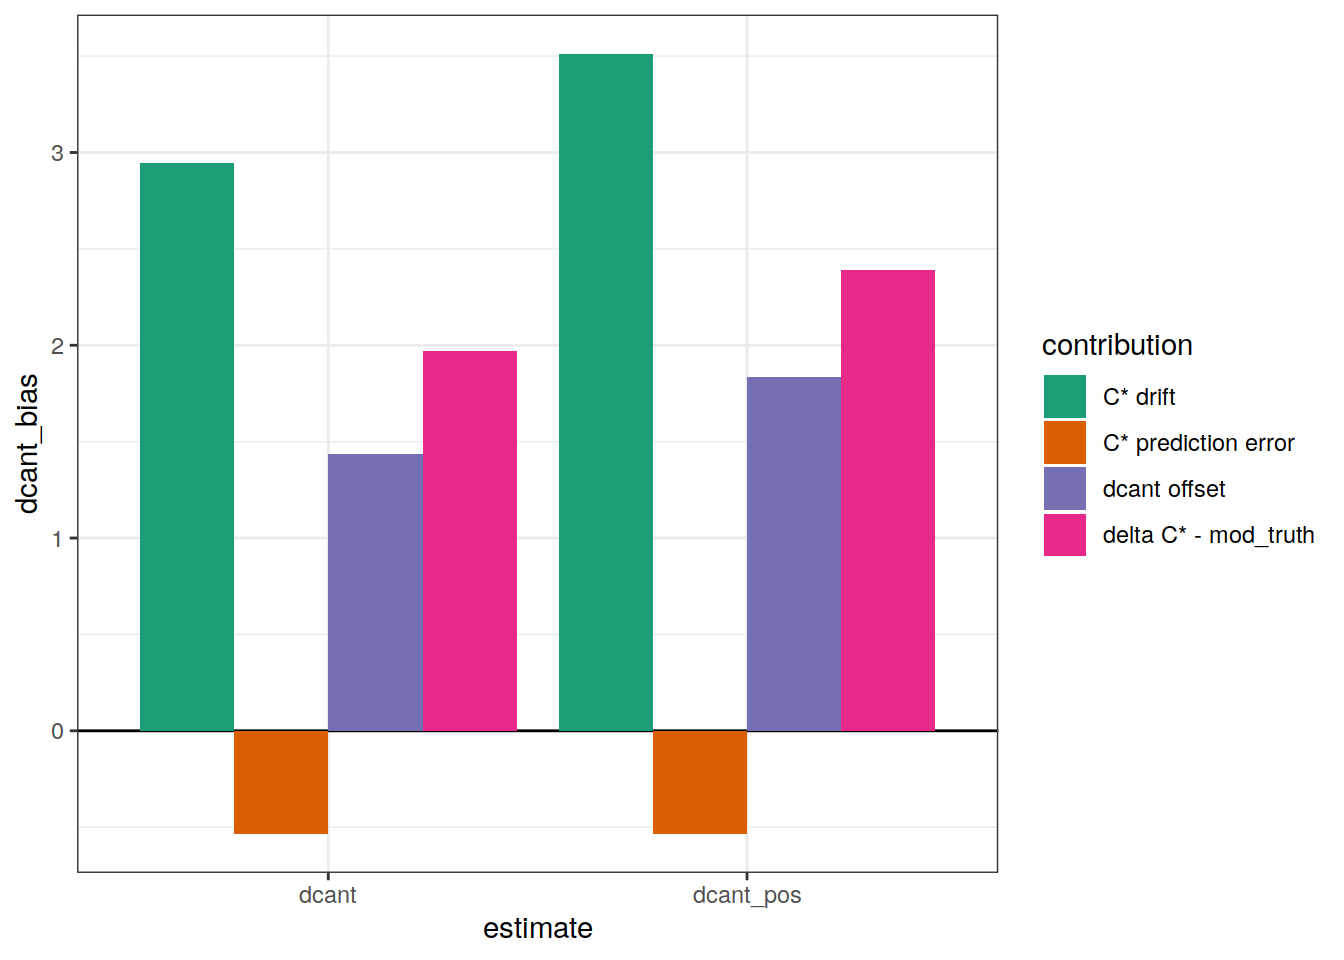 dcant_bias
3
2
1
0
dcant
dcant_pos
estimate
contribution
C* drift
C* prediction error
dcant offset
delta C* - mod_truth